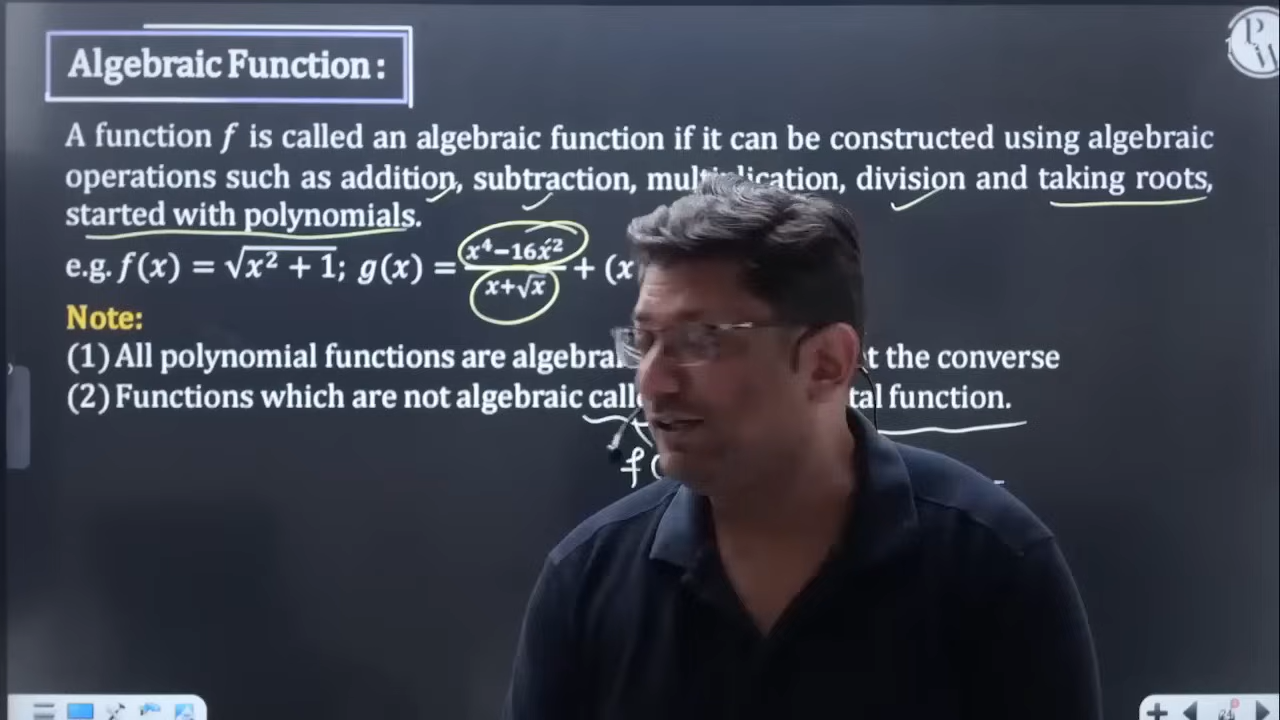 Algebraic Function :
A function f is called an algebraic function if it can be constructed using algebraic
operations such as addition, subtraction, multiplication, division and taking roots,
started with polynomials.
e.g. f(x) = √(x² + 1); g(x) = (x⁴−16x²)/(x+√x) + (x
Note:
(1) All polynomial functions are the converse
(2) Functions which are not algebraic function.
f(
PW